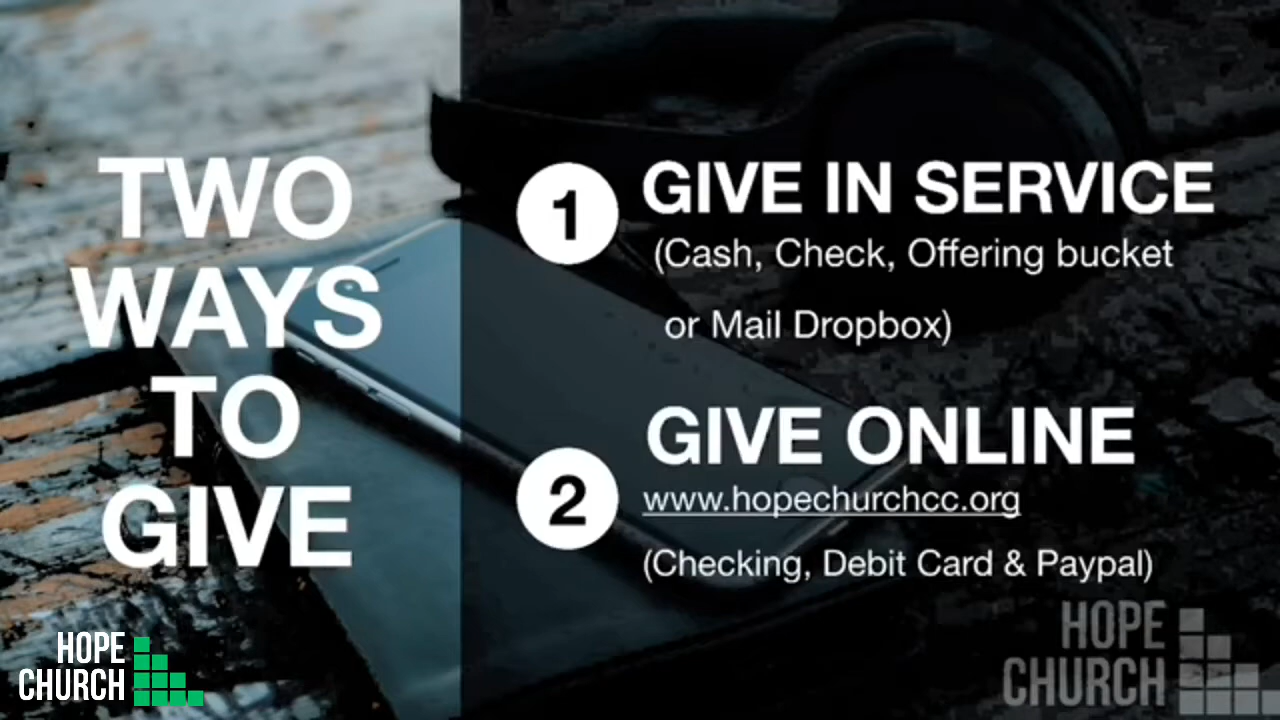 TWO
WAYS
TO
GIVE
1
GIVE IN SERVICE
(Cash, Check, Offering bucket
or Mail Dropbox)
2
GIVE ONLINE
www.hopechurchcc.org
(Checking, Debit Card & Paypal)
HOPE
CHURCH
HOPE
CHURCH